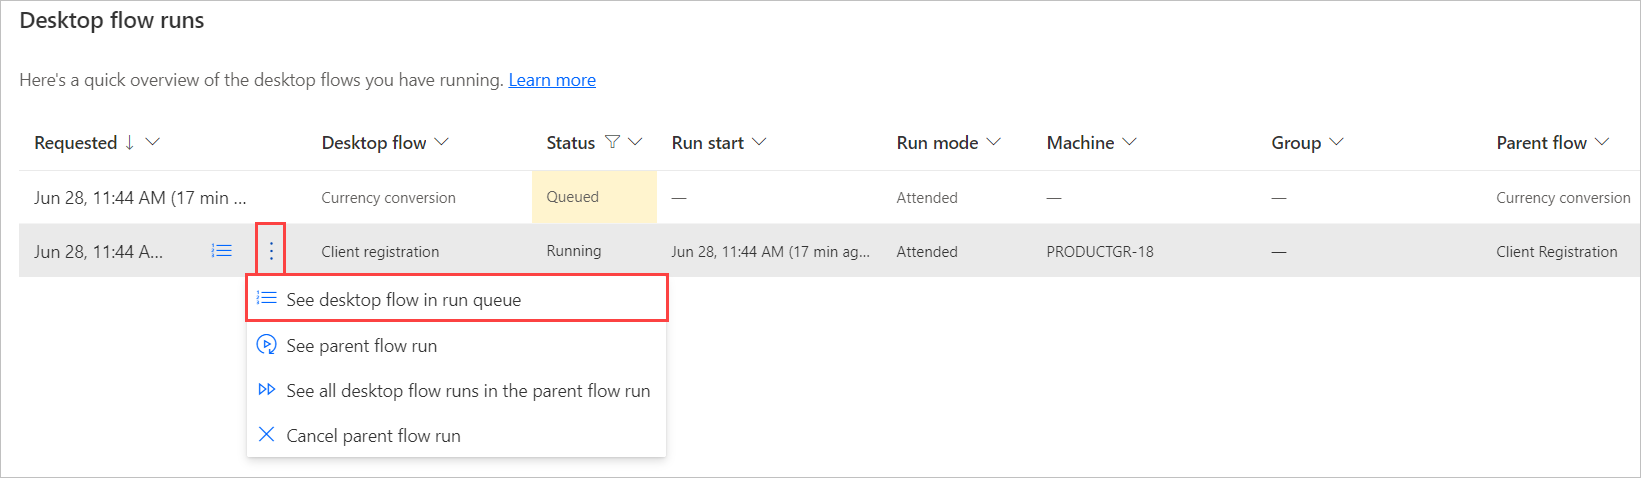 Desktop flow runs
Here's a quick overview of the desktop flows you have running. Learn more
Requested Desktop flow Status Run start Run mode Machine Group Parent flow
Jun 28, 11:44 AM (17 min ... Currency conversion Queued — Attended — — Currency conversion
Jun 28, 11:44 A... Client registration Running Jun 28, 11:44 AM (17 min ag... Attended PRODUCTGR-18 — Client Registration
See desktop flow in run queue
See parent flow run
See all desktop flow runs in the parent flow run
Cancel parent flow run